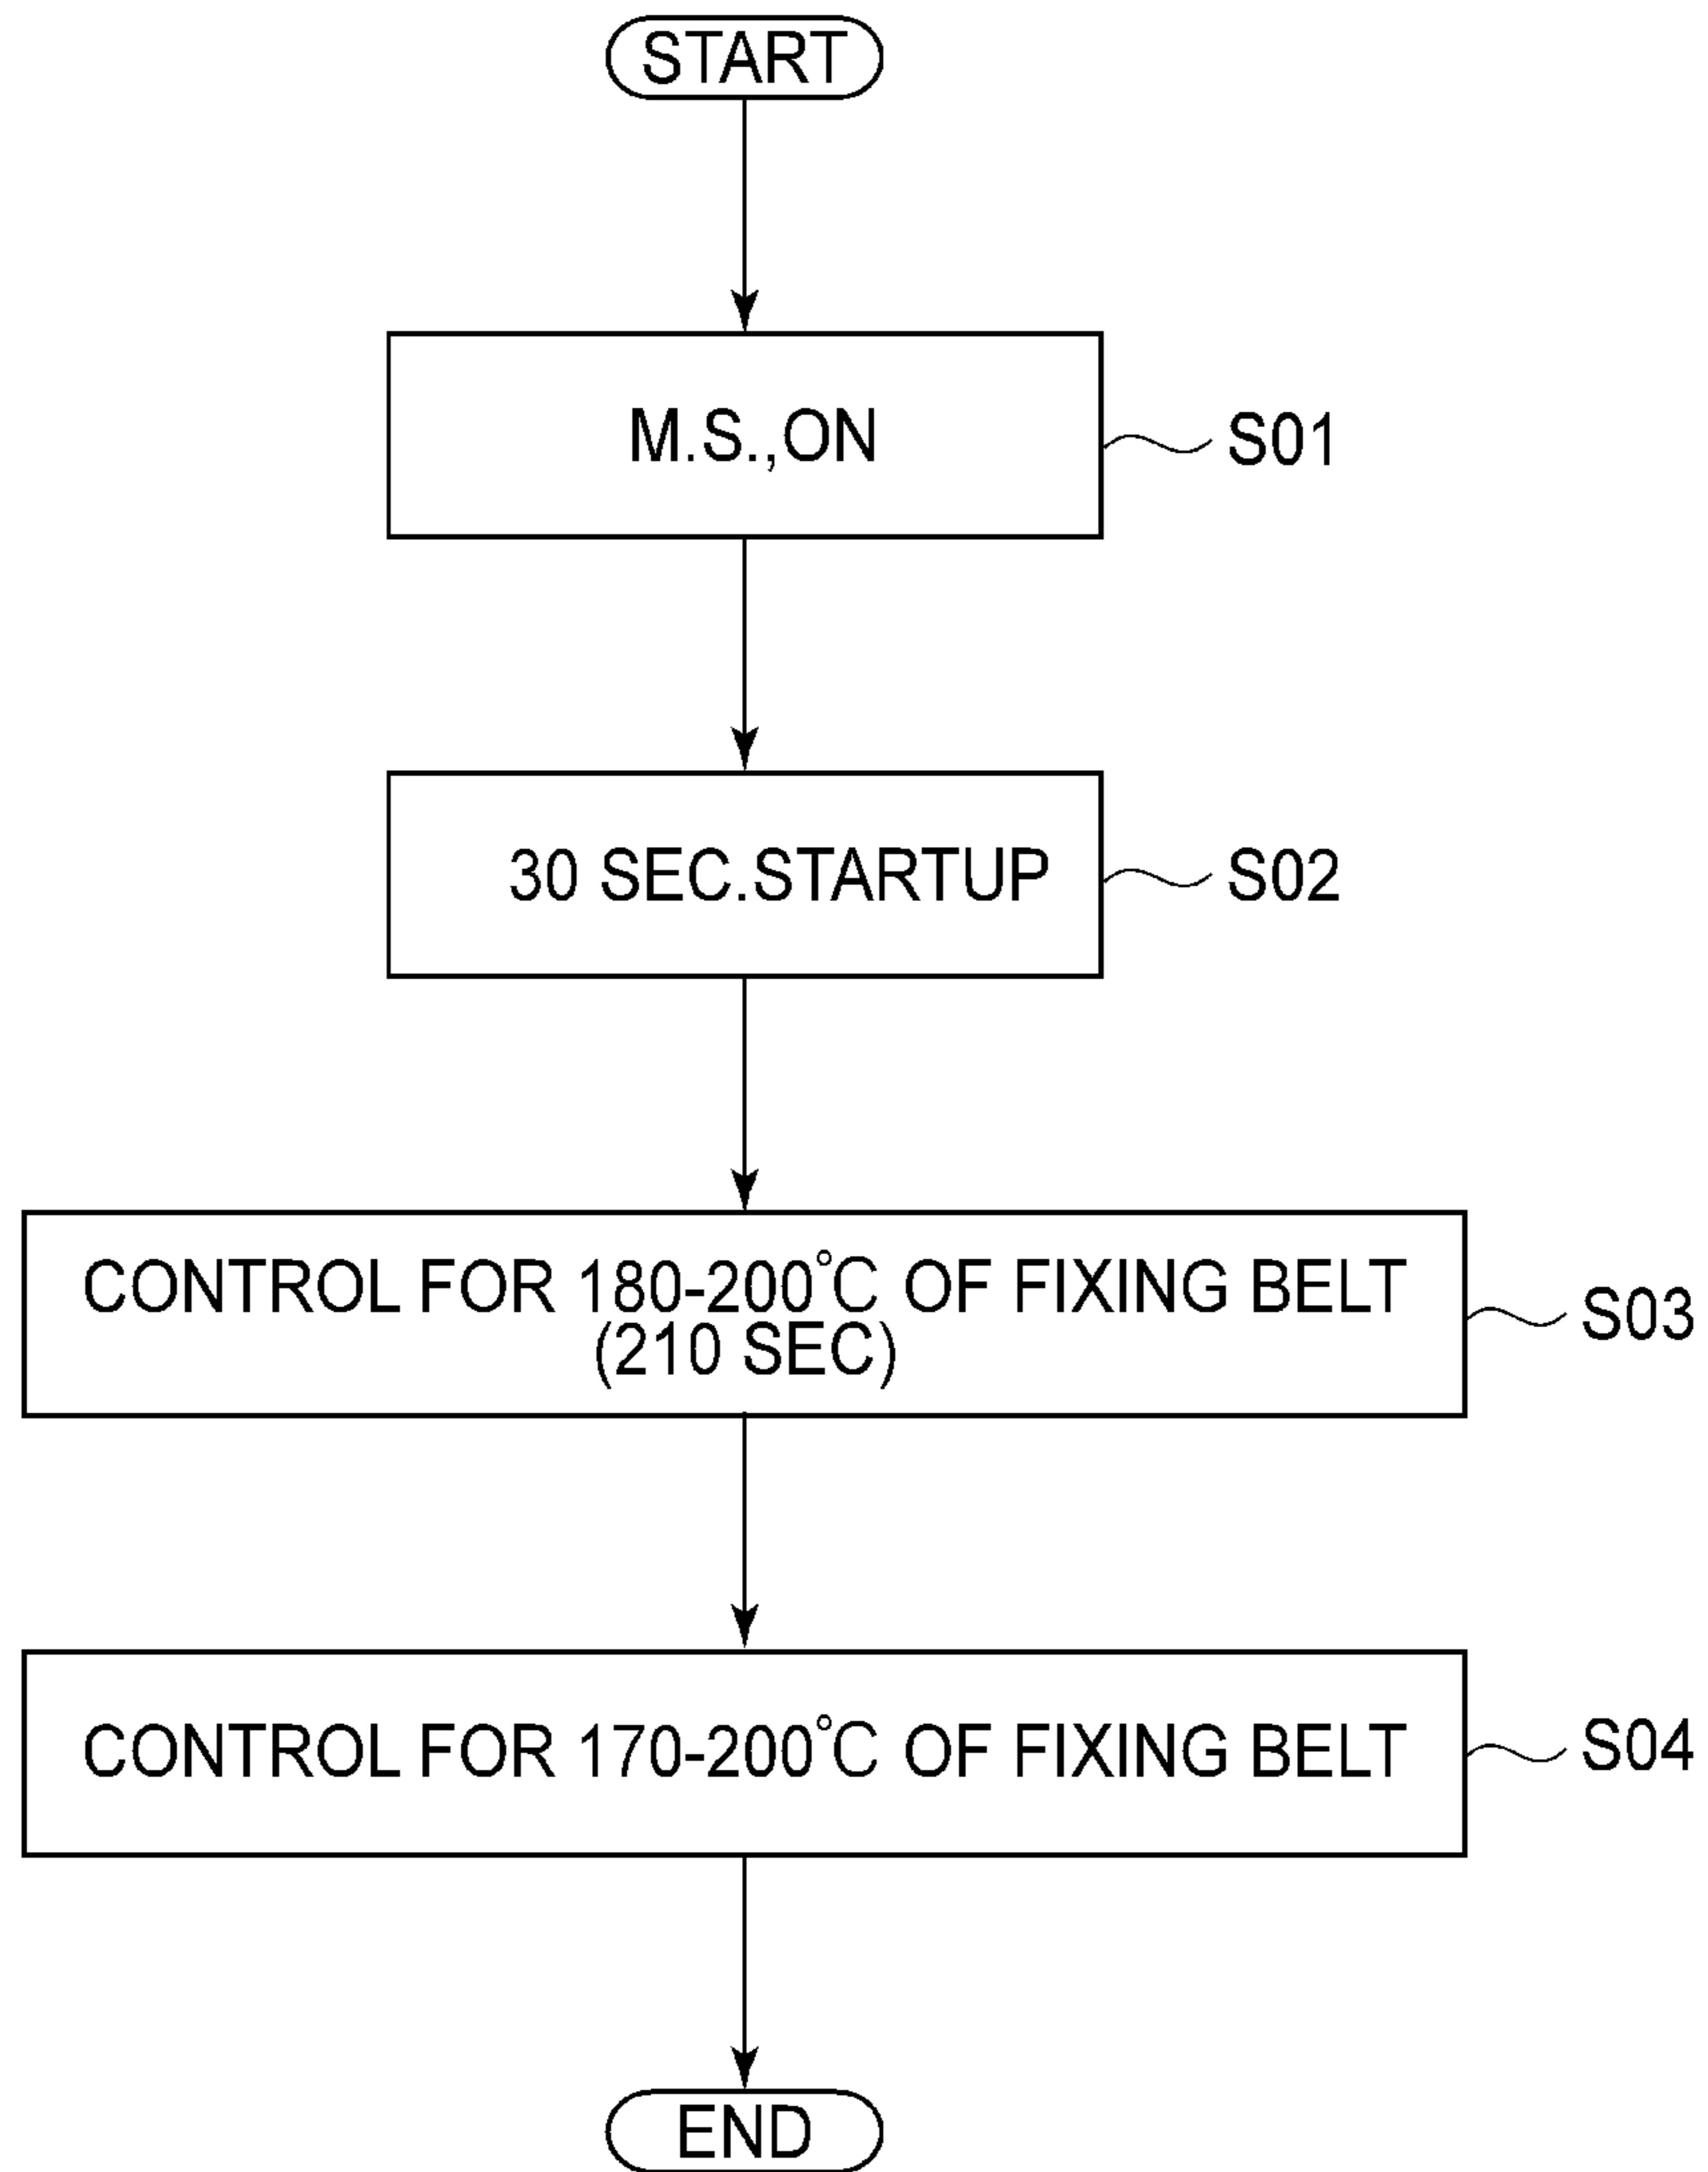 START
M.S.,ON
S01
30 SEC.STARTUP
S02
CONTROL FOR 180-200°C OF FIXING BELT
(210 SEC)
S03
CONTROL FOR 170-200°C OF FIXING BELT
S04
END